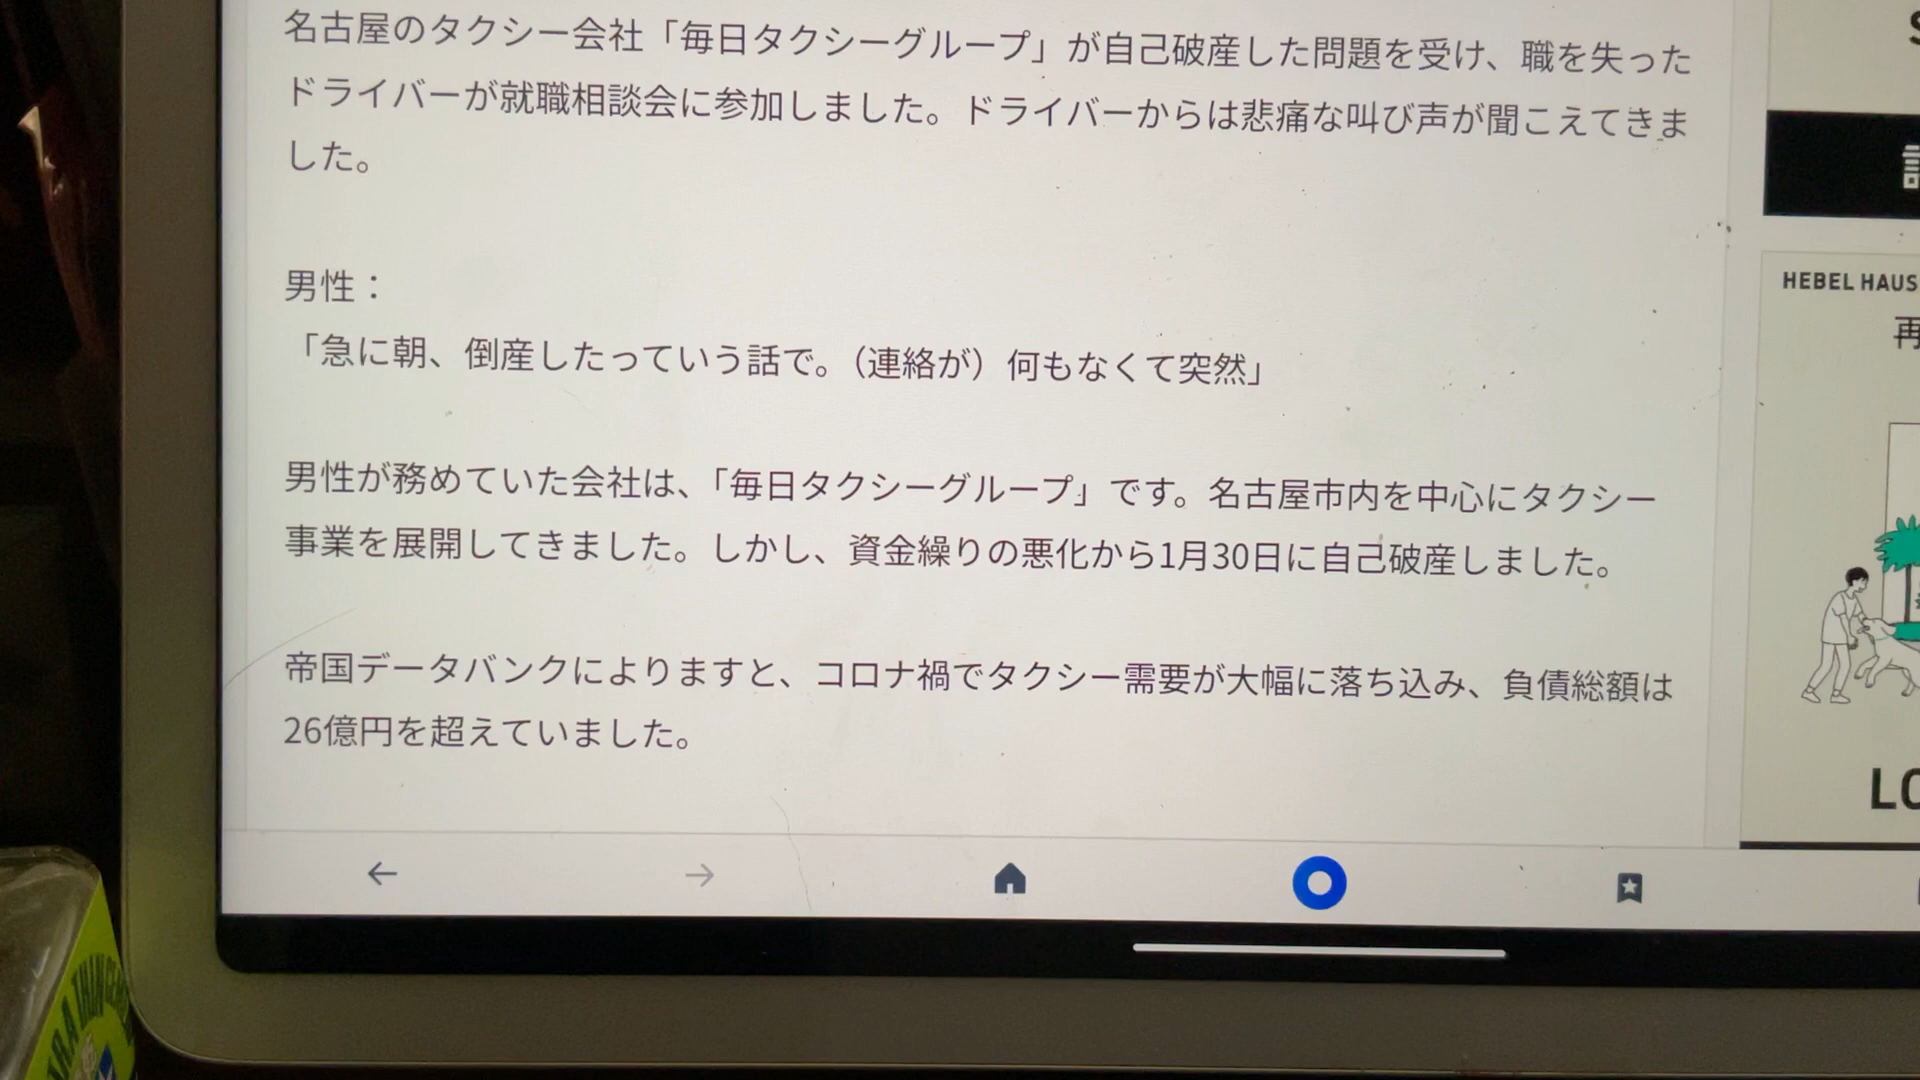 名古屋のタクシー会社「毎日タクシーグループ」が自己破産した問題を受け、職を失った
ドライバーが就職相談会に参加しました。ドライバーからは悲痛な叫び声が聞こえてきま
した。
男性：
「急に朝、倒産したっていう話で。（連絡が）何もなくて突然」
男性が務めていた会社は、「毎日タクシーグループ」です。名古屋市内を中心にタクシー
事業を展開してきました。しかし、資金繰りの悪化から1月30日に自己破産しました。
帝国データバンクによりますと、コロナ禍でタクシー需要が大幅に落ち込み、負債総額は
26億円を超えていました。
HEBEL HAUS
再